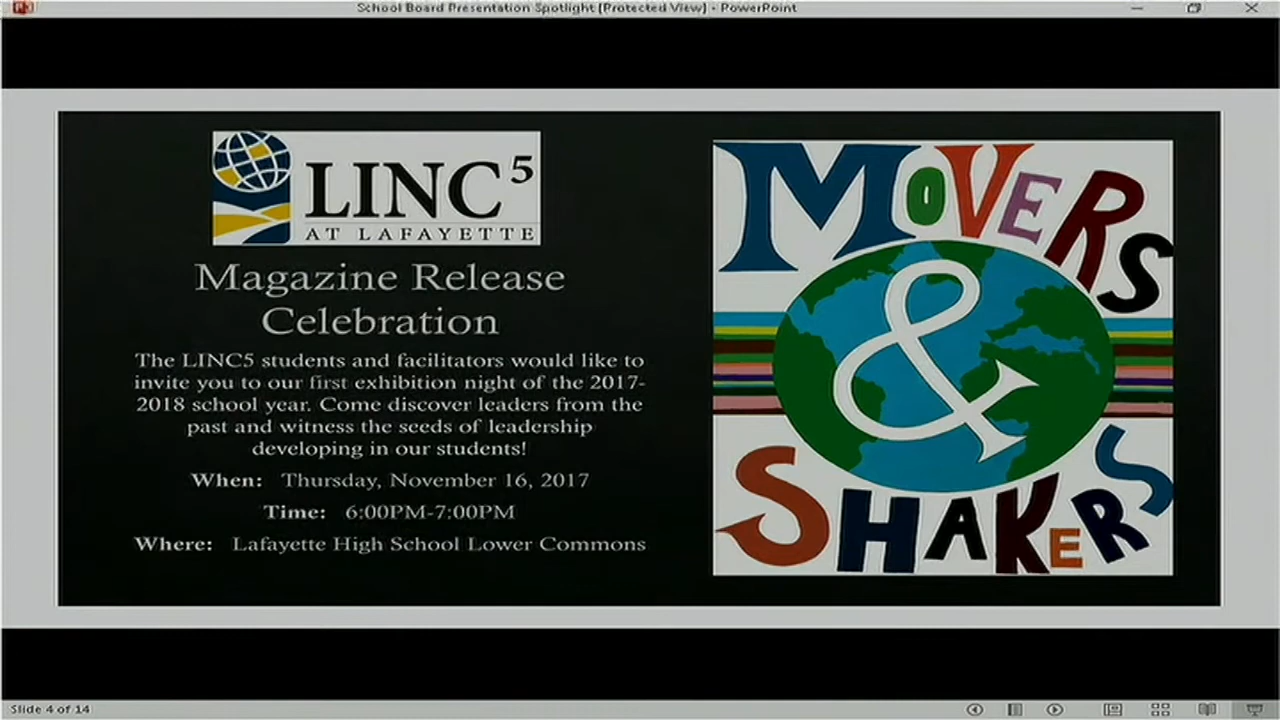 School Board Presentation Spotlight [Protected View] - PowerPoint
LINC5
AT LAFAYETTE
Magazine Release
Celebration
The LINC5 students and facilitators would like to
invite you to our first exhibition night of the 2017-
2018 school year. Come discover leaders from the
past and witness the seeds of leadership
developing in our students!
When: Thursday, November 16, 2017
Time: 6:00PM-7:00PM
Where: Lafayette High School Lower Commons
MOVERS
&
SHAKERS
Slide 4 of 14